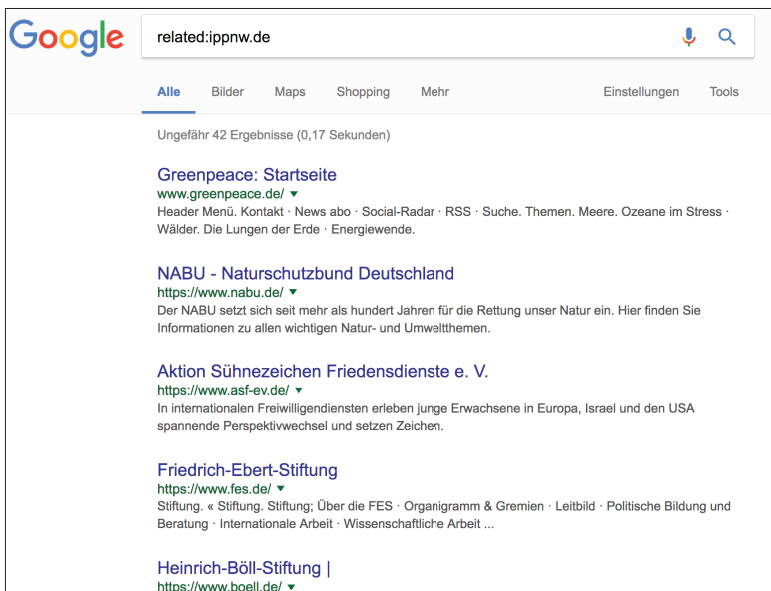 Google
related:ippnw.de
Alle Bilder Maps Shopping Mehr Einstellungen Tools
Ungefähr 42 Ergebnisse (0,17 Sekunden)
Greenpeace: Startseite
www.greenpeace.de/
Header Menü. Kontakt · News abo · Social-Radar · RSS · Suche. Themen. Meere. Ozeane im Stress ·
Wälder. Die Lungen der Erde · Energiewende.
NABU - Naturschutzbund Deutschland
https://www.nabu.de/
Der NABU setzt sich seit mehr als hundert Jahren für die Rettung unser Natur ein. Hier finden Sie
Informationen zu allen wichtigen Natur- und Umweltthemen.
Aktion Sühnezeichen Friedensdienste e. V.
https://www.asf-ev.de/
In internationalen Freiwilligendiensten erleben junge Erwachsene in Europa, Israel und den USA
spannende Perspektivwechsel und setzen Zeichen.
Friedrich-Ebert-Stiftung
https://www.fes.de/
Stiftung. « Stiftung. Stiftung; Über die FES · Organigramm & Gremien · Leitbild · Politische Bildung und
Beratung · Internationale Arbeit · Wissenschaftliche Arbeit ...
Heinrich-Böll-Stiftung |
https://www.boell.de/